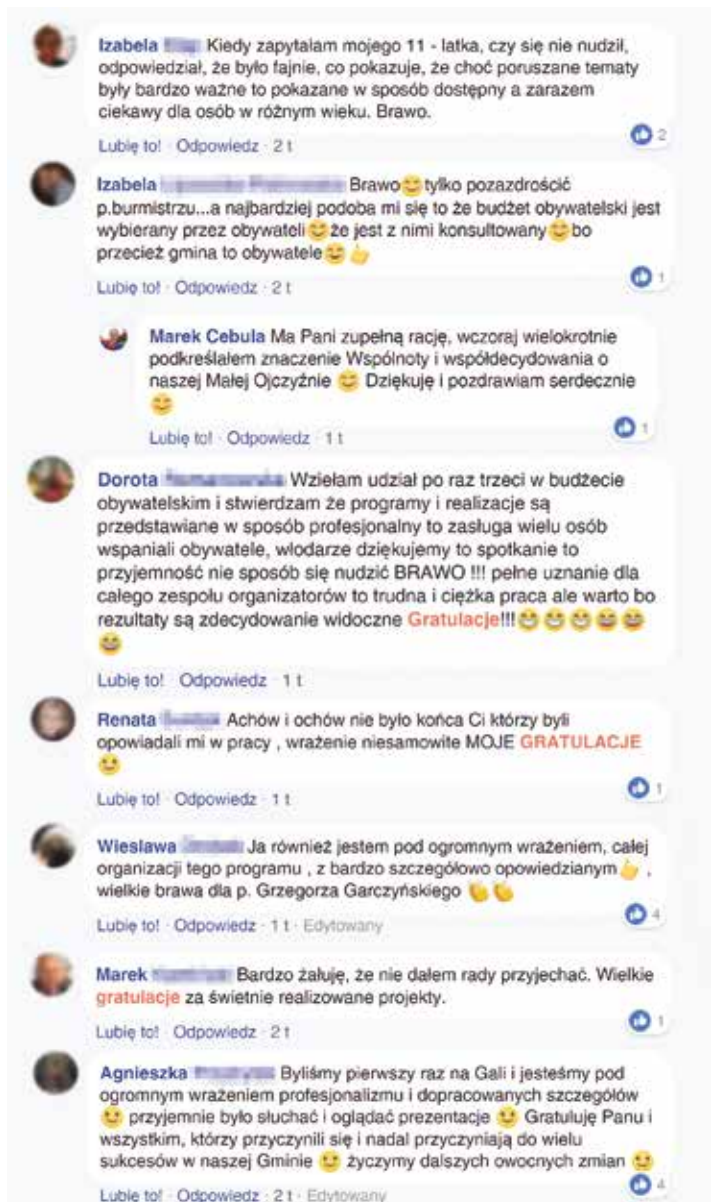 Izabela Kiedy zapytałam mojego 11 - latka, czy się nie nudził,
odpowiedział, że było fajnie, co pokazuje, że choć poruszane tematy
były bardzo ważne to pokazane w sposób dostępny a zarazem
ciekawy dla osób w różnym wieku. Brawo.
2
Lubię to! · Odpowiedz · 2 t
Izabela Brawo😊tylko pozazdrościć
p.burmistrzu...a najbardziej podoba mi się to że budżet obywatelski jest
wybierany przez obywateli😊że jest z nimi konsultowany😊bo
przecież gmina to obywatele😊👍
1
Lubię to! · Odpowiedz · 2 t
Marek Cebula Ma Pani zupełną rację, wczoraj wielokrotnie
podkreślałem znaczenie Wspólnoty i współdecydowania o
naszej Małej Ojczyźnie 😊 Dziękuję i pozdrawiam serdecznie
😊
1
Lubię to! · Odpowiedz · 1 t
Dorota Wzięłam udział po raz trzeci w budżecie
obywatelskim i stwierdzam że programy i realizacje są
przedstawiane w sposób profesjonalny to zasługa wielu osób
wspaniali obywatele, włodarze dziękujemy to spotkanie to
przyjemność nie sposób się nudzić BRAWO !!! pełne uznanie dla
całego zespołu organizatorów to trudna i ciężka praca ale warto bo
rezultaty są zdecydowanie widoczne Gratulacje!!!😁😁😁😆😆
😆
Lubię to! · Odpowiedz · 1 t
Renata Achów i ochów nie było końca Ci którzy byli
opowiadali mi w pracy , wrażenie niesamowite MOJE GRATULACJE
😃
1
Lubię to! · Odpowiedz · 1 t
Wiesława Ja również jestem pod ogromnym wrażeniem, całej
organizacji tego programu , z bardzo szczegółowo opowiedzianym👍 ,
wielkie brawa dla p. Grzegorza Garczyńskiego 👏👏
4
Lubię to! · Odpowiedz · 1 t · Edytowany
Marek Bardzo żałuję, że nie dałem rady przyjechać. Wielkie
gratulacje za świetnie realizowane projekty.
1
Lubię to! · Odpowiedz · 2 t
Agnieszka Byliśmy pierwszy raz na Gali i jesteśmy pod
ogromnym wrażeniem profesjonalizmu i dopracowanych szczegółów
😃 przyjemnie było słuchać i oglądać prezentacje 😃 Gratuluję Panu i
wszystkim, którzy przyczynili się i nadal przyczyniają do wielu
sukcesów w naszej Gminie 😃 życzymy dalszych owocnych zmian 😃
4
Lubię to! · Odpowiedz · 2 t · Edytowany